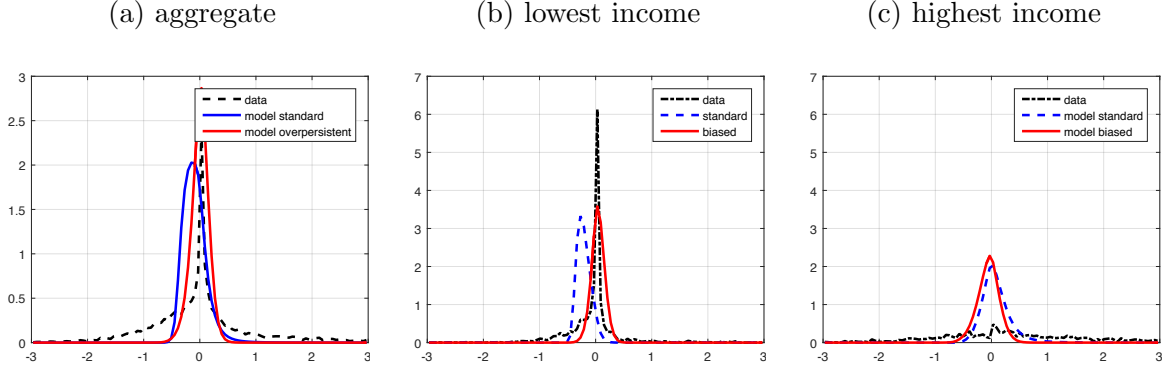 (a) aggregate
(b) lowest income
(c) highest income
3
2.5
2
1.5
1
0.5
0
-3 -2 -1 0 1 2 3
data
model standard
model overpersistent
7
6
5
4
3
2
1
0
-3 -2 -1 0 1 2 3
data
standard
biased
7
6
5
4
3
2
1
0
-3 -2 -1 0 1 2 3
data
model standard
model biased